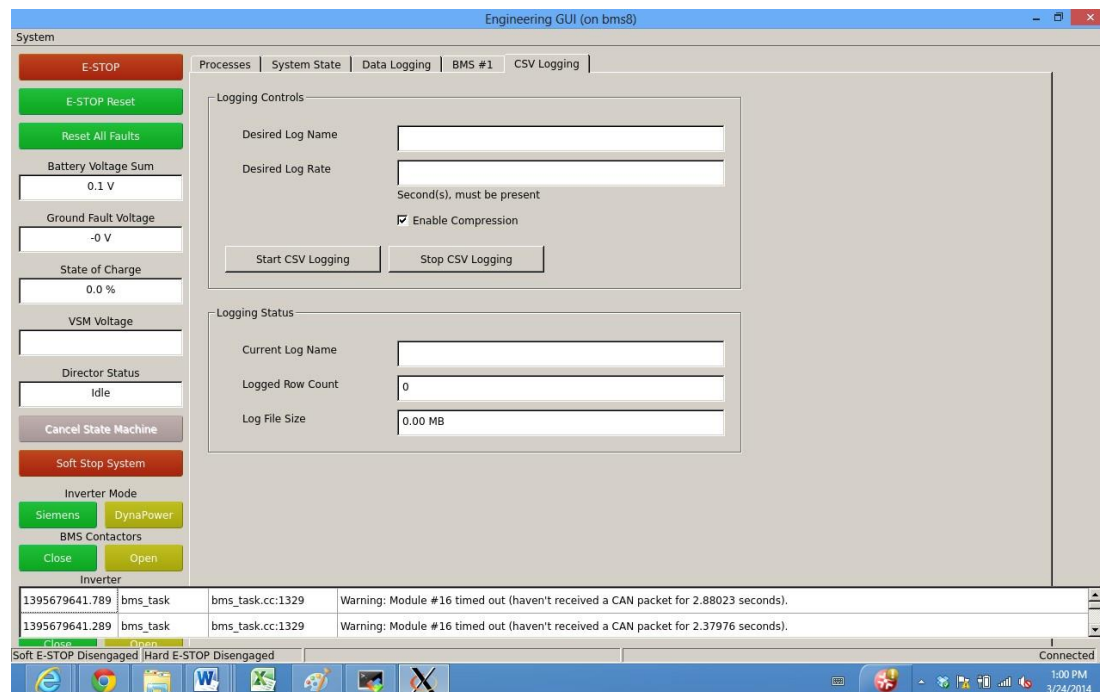 Engineering GUI (on bms8)
System
E-STOP
E-STOP Reset
Reset All Faults
Battery Voltage Sum
0.1 V
Ground Fault Voltage
-0 V
State of Charge
0.0 %
VSM Voltage
Director Status
Idle
Cancel State Machine
Soft Stop System
Inverter Mode
Siemens DynaPower
BMS Contactors
Close Open
Inverter
Processes System State Data Logging BMS #1 CSV Logging
Logging Controls
Desired Log Name
Desired Log Rate
Second(s), must be present
Enable Compression
Start CSV Logging Stop CSV Logging
Logging Status
Current Log Name
Logged Row Count 0
Log File Size 0.00 MB
1395679641.789 bms_task bms_task.cc:1329 Warning: Module #16 timed out (haven't received a CAN packet for 2.88023 seconds).
1395679641.289 bms_task bms_task.cc:1329 Warning: Module #16 timed out (haven't received a CAN packet for 2.37976 seconds).
Close Open
Soft E-STOP Disengaged Hard E-STOP Disengaged Connected
1:00 PM
3/24/2014